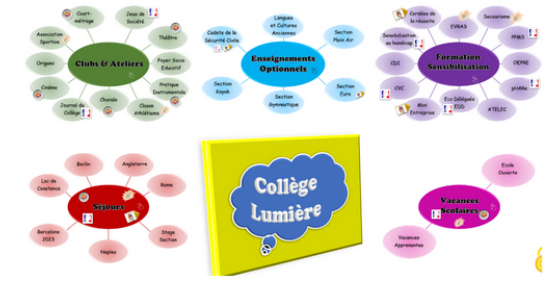 Court-
métrage
Jeux de
Société
Association
Sportive
Théâtre
Clubs & Ateliers
Origami
Foyer Socio
Educatif
Cinéma
Pratique
Instrumentale
Journal du
Collège
Chorale
Classe
Athlétisme
Langues
et Cultures
Anciennes
Cadets de la
Sécurité Civile
Section
Plein Air
Enseignements
Optionnels
Section
Kayak
Section
Gymnastique
Section
Euro
Cordées de
la réussite
EVRAS
Secourisme
Sensibilisation
au handicap
PPMS
Formation
Sensibilisation
CDI
CVC
Mini
Entreprise
Eco Délégués
EDD
ATELEC
Berlin
Angleterre
Lac de
Constance
Rome
Séjours
Barcelone
2023
Naples
Stage
Section
Collège
Lumière
Ecole
Ouverte
Vacances
Scolaires
Vacances
Apprenantes